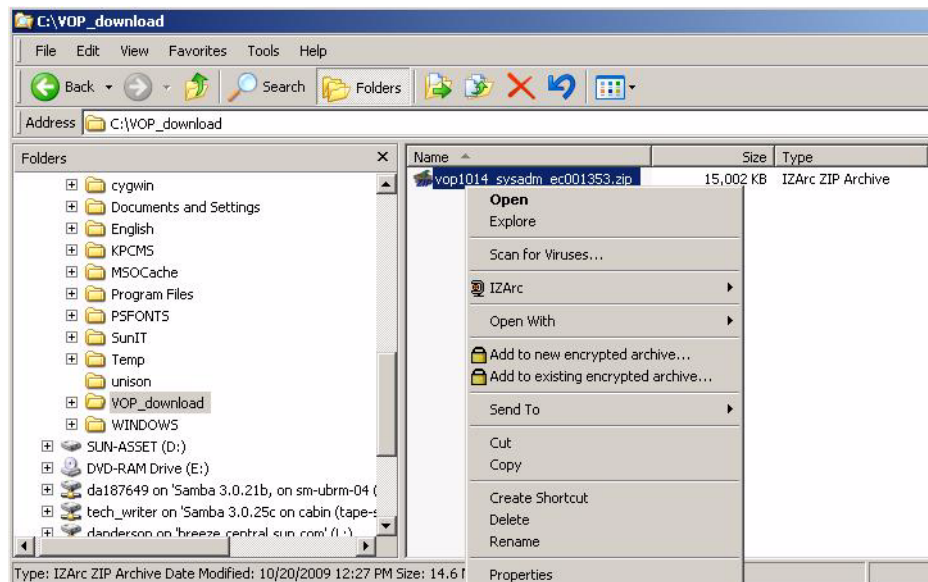 C:\VOP_download
File Edit View Favorites Tools Help
Back Search Folders
Address C:\VOP_download
Folders
cygwin
Documents and Settings
English
KPCMS
MSOCache
Program Files
PSFONTS
SunIT
Temp
unison
VOP_download
WINDOWS
SUN-ASSET (D:)
DVD-RAM Drive (E:)
da187649 on 'Samba 3.0.21b, on sm-ubrm-04 (
tech_writer on 'Samba 3.0.25c on cabin (tape-s
danderson on 'breeze.central.sun.com' (L:)
Name Size Type
vop1014_sysadm_ec001353.zip 15,002 KB IZArc ZIP Archive
Open
Explore
Scan for Viruses...
IZArc
Open With
Add to new encrypted archive...
Add to existing encrypted archive...
Send To
Cut
Copy
Create Shortcut
Delete
Rename
Properties
Type: IZArc ZIP Archive Date Modified: 10/20/2009 12:27 PM Size: 14.6